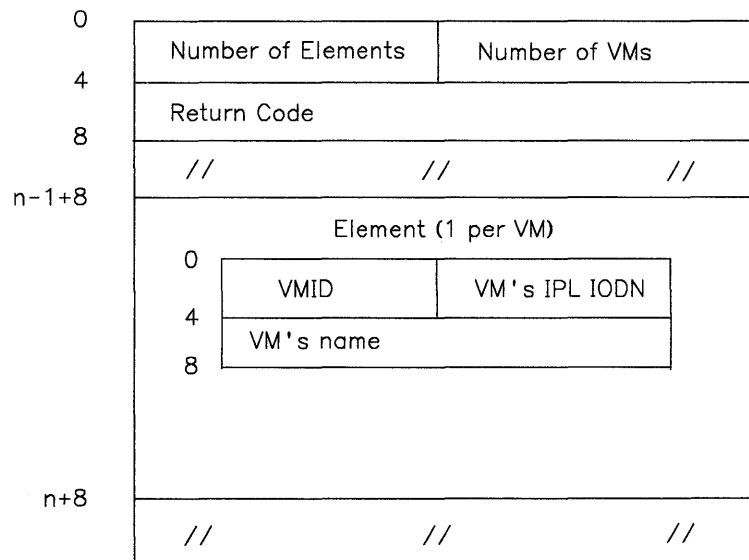 0
Number of Elements Number of VMs
4
Return Code
8
// // //
n-1+8
Element (1 per VM)
0
VMID VM's IPL IODN
4
VM's name
8
n+8
// // //